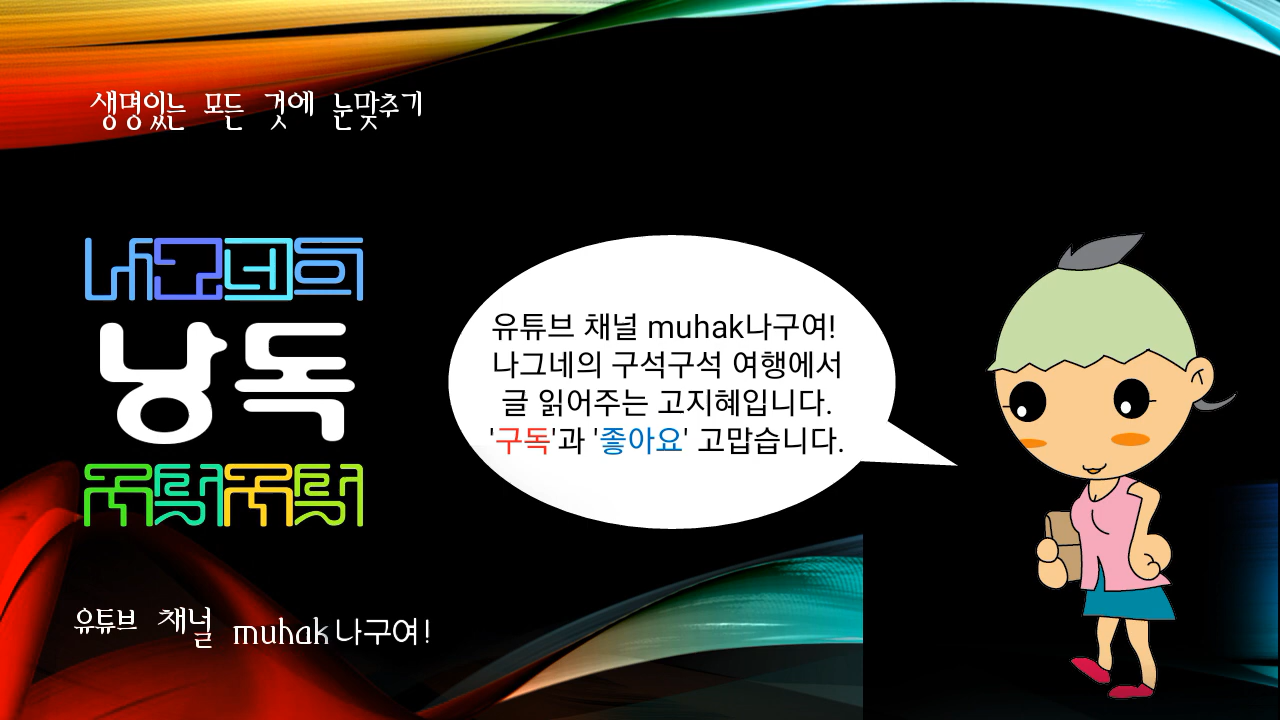 생명있는 모든 것에 눈맞추기
나그네의
낭독
구석구석
유튜브 채널 muhak나구여!
나그네의 구석구석 여행에서
글 읽어주는 고지혜입니다.
'구독'과 '좋아요' 고맙습니다.
유튜브 채널 muhak나구여!